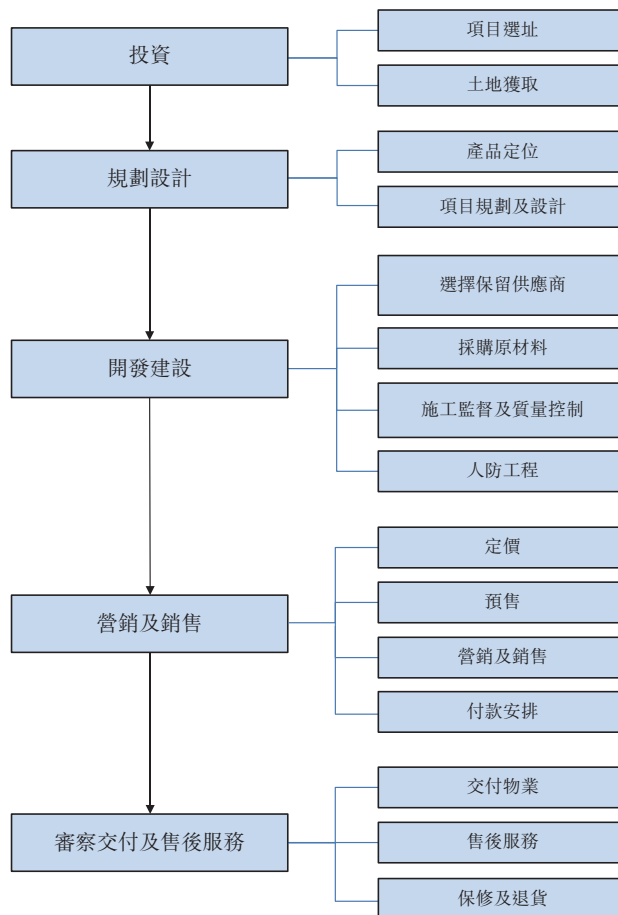 投資
項目選址
土地獲取
規劃設計
產品定位
項目規劃及設計
開發建設
選擇保留供應商
採購原材料
施工監督及質量控制
人防工程
營銷及銷售
定價
預售
營銷及銷售
付款安排
審察交付及售後服務
交付物業
售後服務
保修及退貨